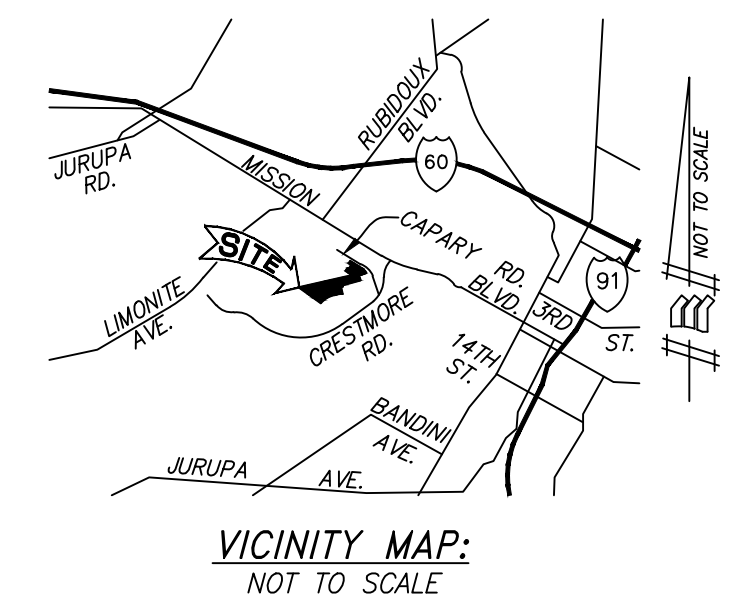 RUBIDOUX
BLVD.
JURUPA
RD.
MISSION
60
NOT TO SCALE
SITE
CAPARY
RD.
91
LIMONITE
AVE.
BLVD.
3RD
ST.
CRESTMORE
RD.
14TH
ST.
BANDINI
AVE.
JURUPA
AVE.
VICINITY MAP:
NOT TO SCALE